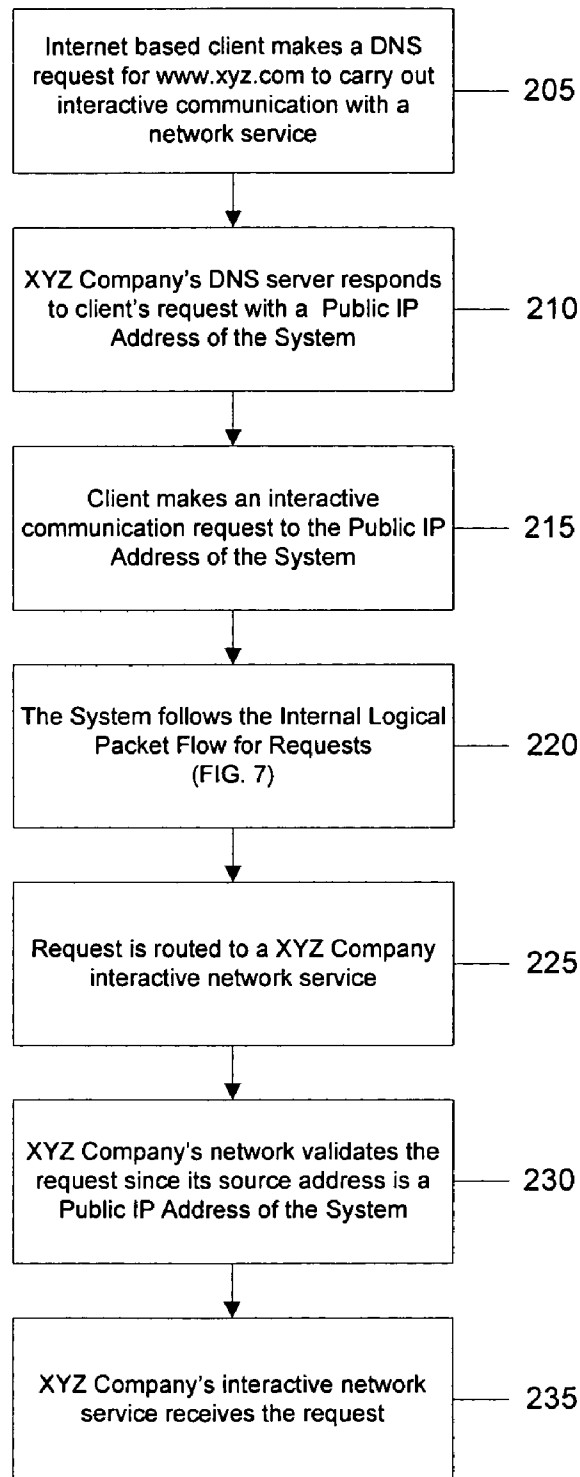 Internet based client makes a DNS
request for www.xyz.com to carry out
interactive communication with a
network service
205
XYZ Company's DNS server responds
to client's request with a Public IP
Address of the System
210
Client makes an interactive
communication request to the Public IP
Address of the System
215
The System follows the Internal Logical
Packet Flow for Requests
(FIG. 7)
220
Request is routed to a XYZ Company
interactive network service
225
XYZ Company's network validates the
request since its source address is a
Public IP Address of the System
230
XYZ Company's interactive network
service receives the request
235